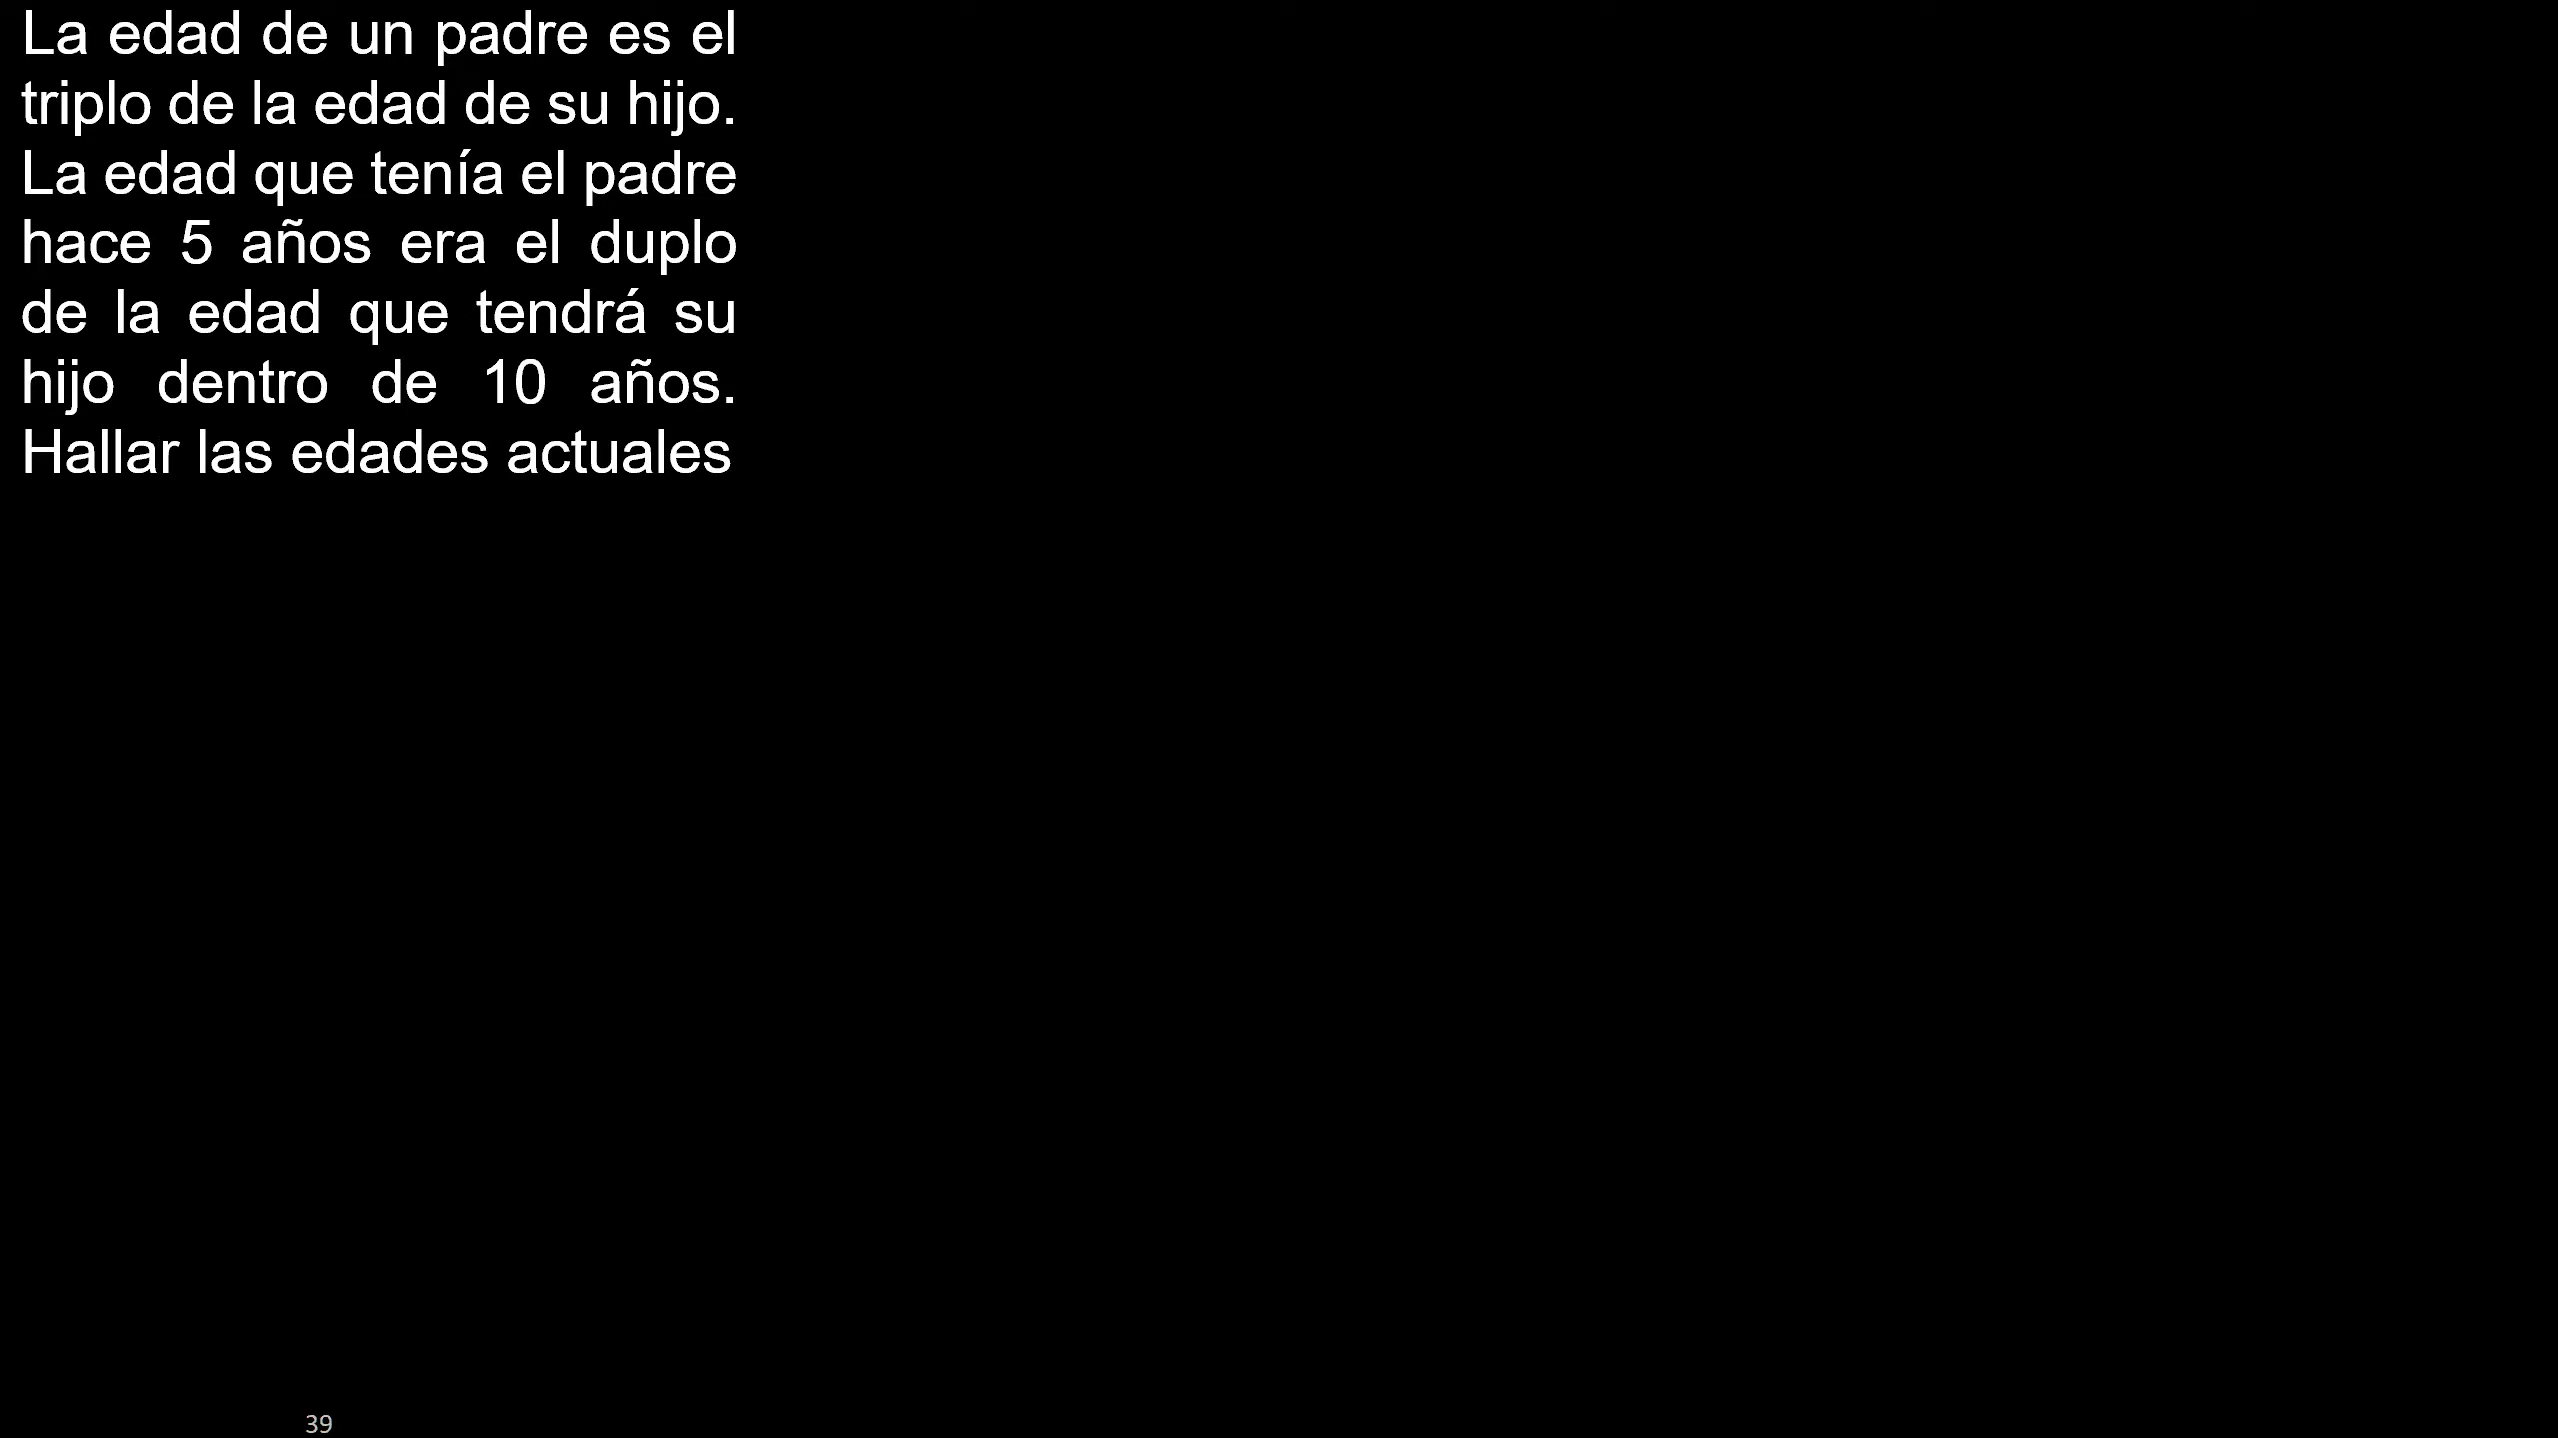 La edad de un padre es el
triplo de la edad de su hijo.
La edad que tenía el padre
hace 5 años era el duplo
de la edad que tendrá su
hijo dentro de 10 años.
Hallar las edades actuales
39